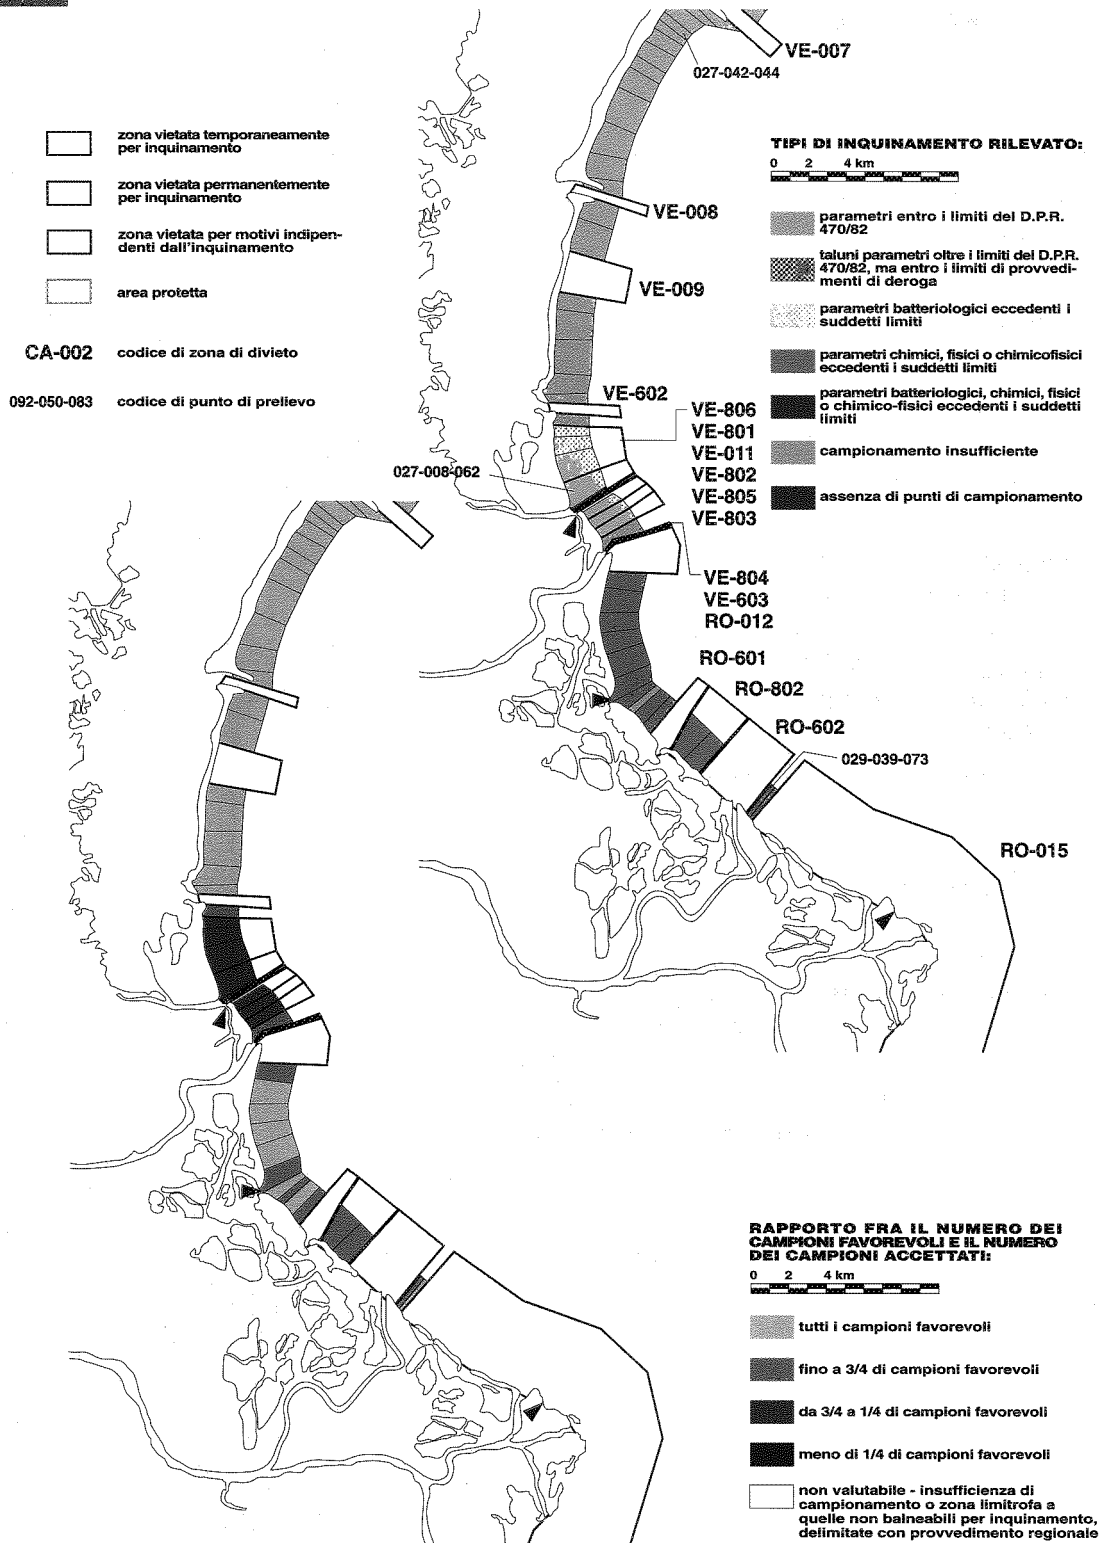 zona vietata temporaneamente
per inquinamento
zona vietata permanentemente
per inquinamento
zona vietata per motivi indipen-
denti dall'inquinamento
area protetta
CA-002 codice di zona di divieto
092-050-083 codice di punto di prelievo
VE-007
027-042-044
VE-008
VE-009
VE-602
VE-806
VE-801
VE-011
VE-802
VE-805
VE-803
027-008-062
VE-804
VE-603
RO-012
RO-601
RO-802
RO-602
029-039-073
RO-015
TIPI DI INQUINAMENTO RILEVATO:
0 2 4 km
parametri entro i limiti del D.P.R.
470/82
taluni parametri oltre i limiti del D.P.R.
470/82, ma entro i limiti di provvedi-
menti di deroga
parametri batteriologici eccedenti i
suddetti limiti
parametri chimici, fisici o chimicofisici
eccedenti i suddetti limiti
parametri batteriologici, chimici, fisici
o chimico-fisici eccedenti i suddetti
limiti
campionamento insufficiente
assenza di punti di campionamento
RAPPORTO FRA IL NUMERO DEI
CAMPIONI FAVOREVOLI E IL NUMERO
DEI CAMPIONI ACCETTATI:
0 2 4 km
tutti i campioni favorevoli
fino a 3/4 di campioni favorevoli
da 3/4 a 1/4 di campioni favorevoli
meno di 1/4 di campioni favorevoli
non valutabile - insufficienza di
campionamento o zona limitrofa a
quelle non balneabili per inquinamento,
delimitate con provvedimento regionale